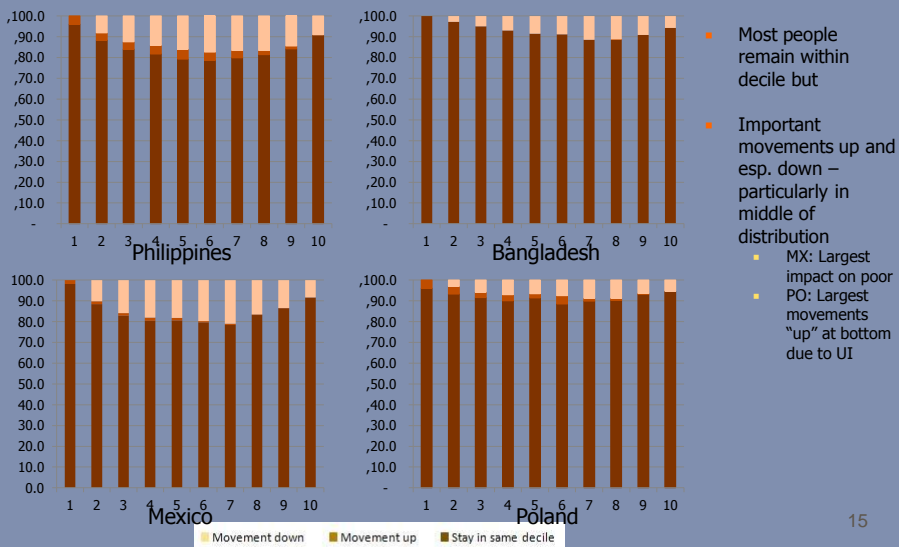 ,100.0
,90.0
,80.0
,70.0
,60.0
,50.0
,40.0
,30.0
,20.0
,10.0
-
1 2 3 4 5 6 7 8 9 10
Philippines
,100.0
,90.0
,80.0
,70.0
,60.0
,50.0
,40.0
,30.0
,20.0
,10.0
-
1 2 3 4 5 6 7 8 9 10
Bangladesh
100.0
90.0
80.0
70.0
60.0
50.0
40.0
30.0
20.0
10.0
0.0
1 2 3 4 5 6 7 8 9 10
Mexico
,100.0
,90.0
,80.0
,70.0
,60.0
,50.0
,40.0
,30.0
,20.0
,10.0
-
1 2 3 4 5 6 7 8 9 10
Poland
Movement down Movement up Stay in same decile
Most people
remain within
decile but
Important
movements up and
esp. down –
particularly in
middle of
distribution
MX: Largest
impact on poor
PO: Largest
movements
“up” at bottom
due to UI
15